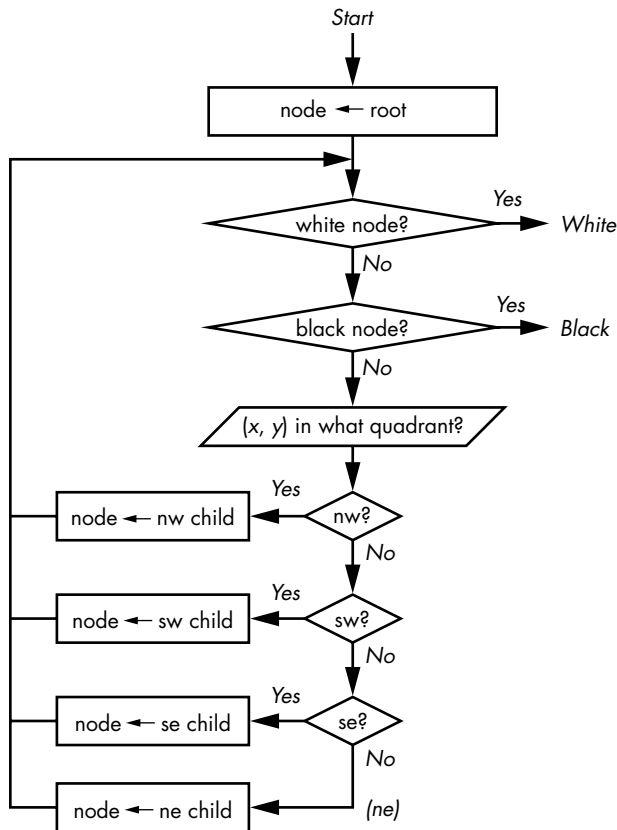 Start
node ← root
white node?
Yes
White
No
black node?
Yes
Black
No
(x, y) in what quadrant?
nw?
Yes
node ← nw child
No
sw?
Yes
node ← sw child
No
se?
Yes
node ← se child
No
(ne)
node ← ne child